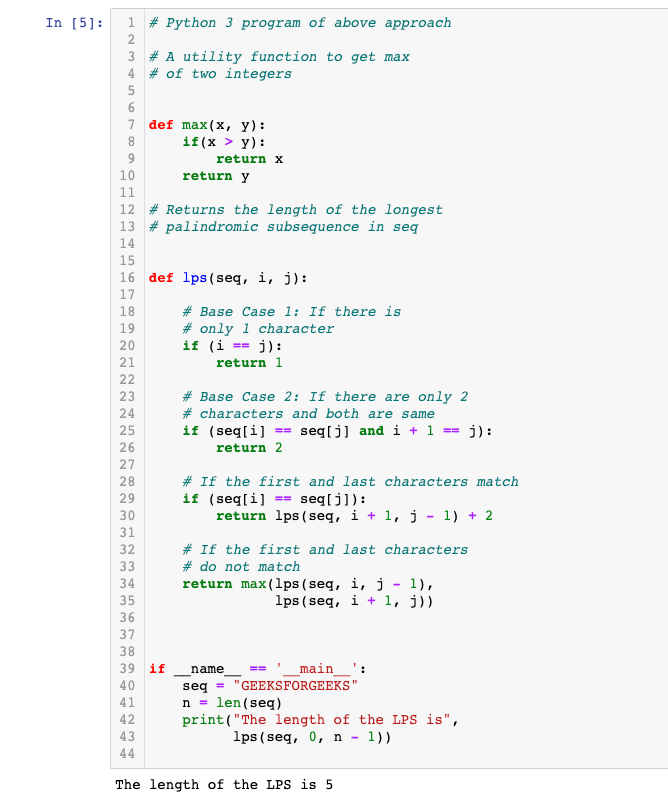 In [5]:
1 # Python 3 program of above approach
2
3 # A utility function to get max
4 # of two integers
5
6
7 def max(x, y):
8     if(x > y):
9         return x
10     return y
11
12 # Returns the length of the longest
13 # palindromic subsequence in seq
14
15
16 def lps(seq, i, j):
17
18     # Base Case 1: If there is
19     # only 1 character
20     if (i == j):
21         return 1
22
23     # Base Case 2: If there are only 2
24     # characters and both are same
25     if (seq[i] == seq[j] and i + 1 == j):
26         return 2
27
28     # If the first and last characters match
29     if (seq[i] == seq[j]):
30         return lps(seq, i + 1, j - 1) + 2
31
32     # If the first and last characters
33     # do not match
34     return max(lps(seq, i, j - 1),
35                lps(seq, i + 1, j))
36
37
38
39 if __name__ == '__main__':
40     seq = "GEEKSFORGEEKS"
41     n = len(seq)
42     print("The length of the LPS is",
43           lps(seq, 0, n - 1))
44
The length of the LPS is 5